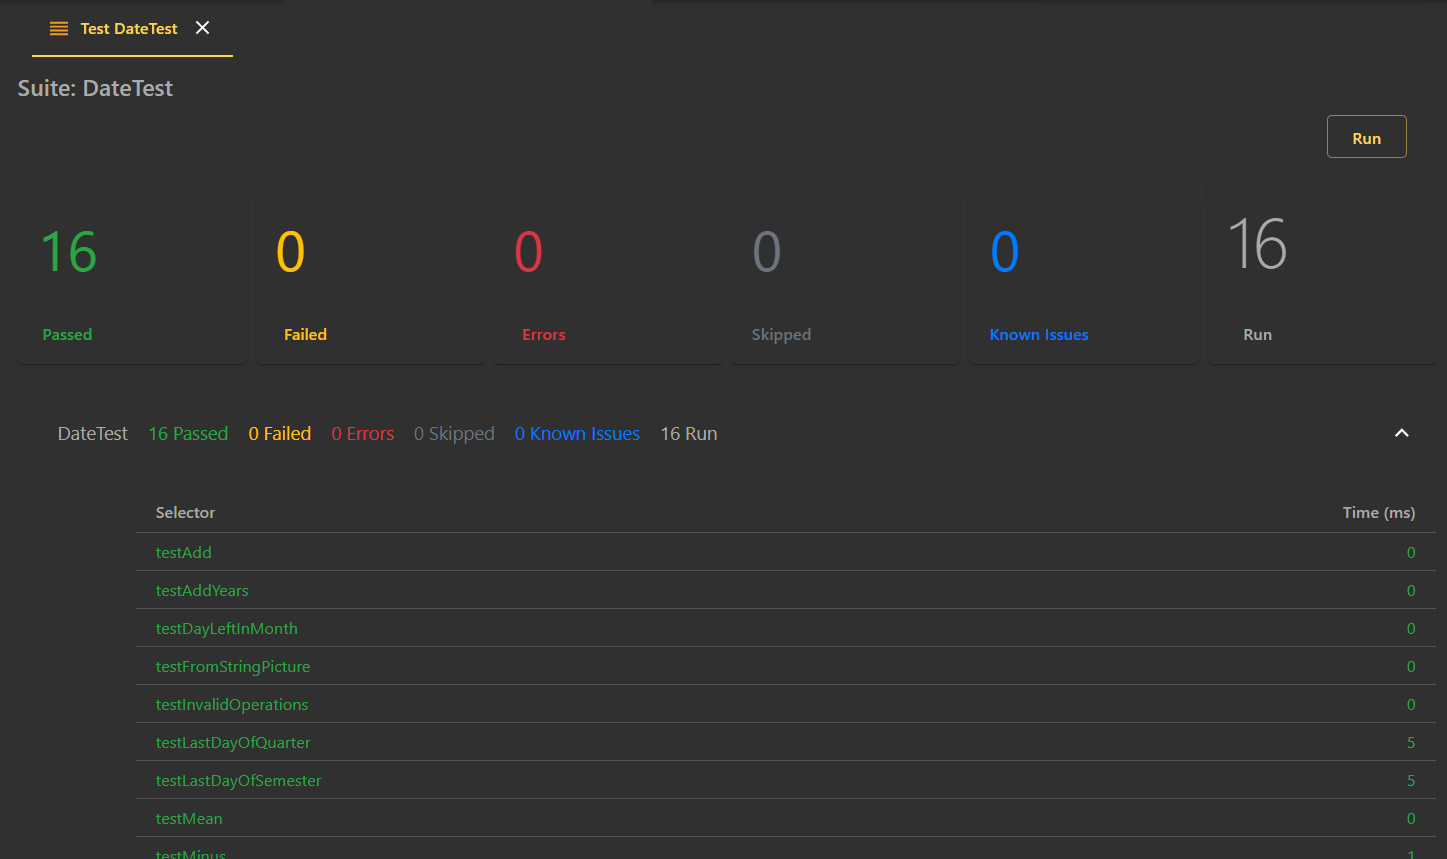 Test DateTest
Suite: DateTest
Run
16 0 0 0 0 16
Passed Failed Errors Skipped Known Issues Run
DateTest 16 Passed 0 Failed 0 Errors 0 Skipped 0 Known Issues 16 Run
Selector Time (ms)
testAdd 0
testAddYears 0
testDayLeftInMonth 0
testFromStringPicture 0
testInvalidOperations 0
testLastDayOfQuarter 5
testLastDayOfSemester 5
testMean 0
testMinus 1